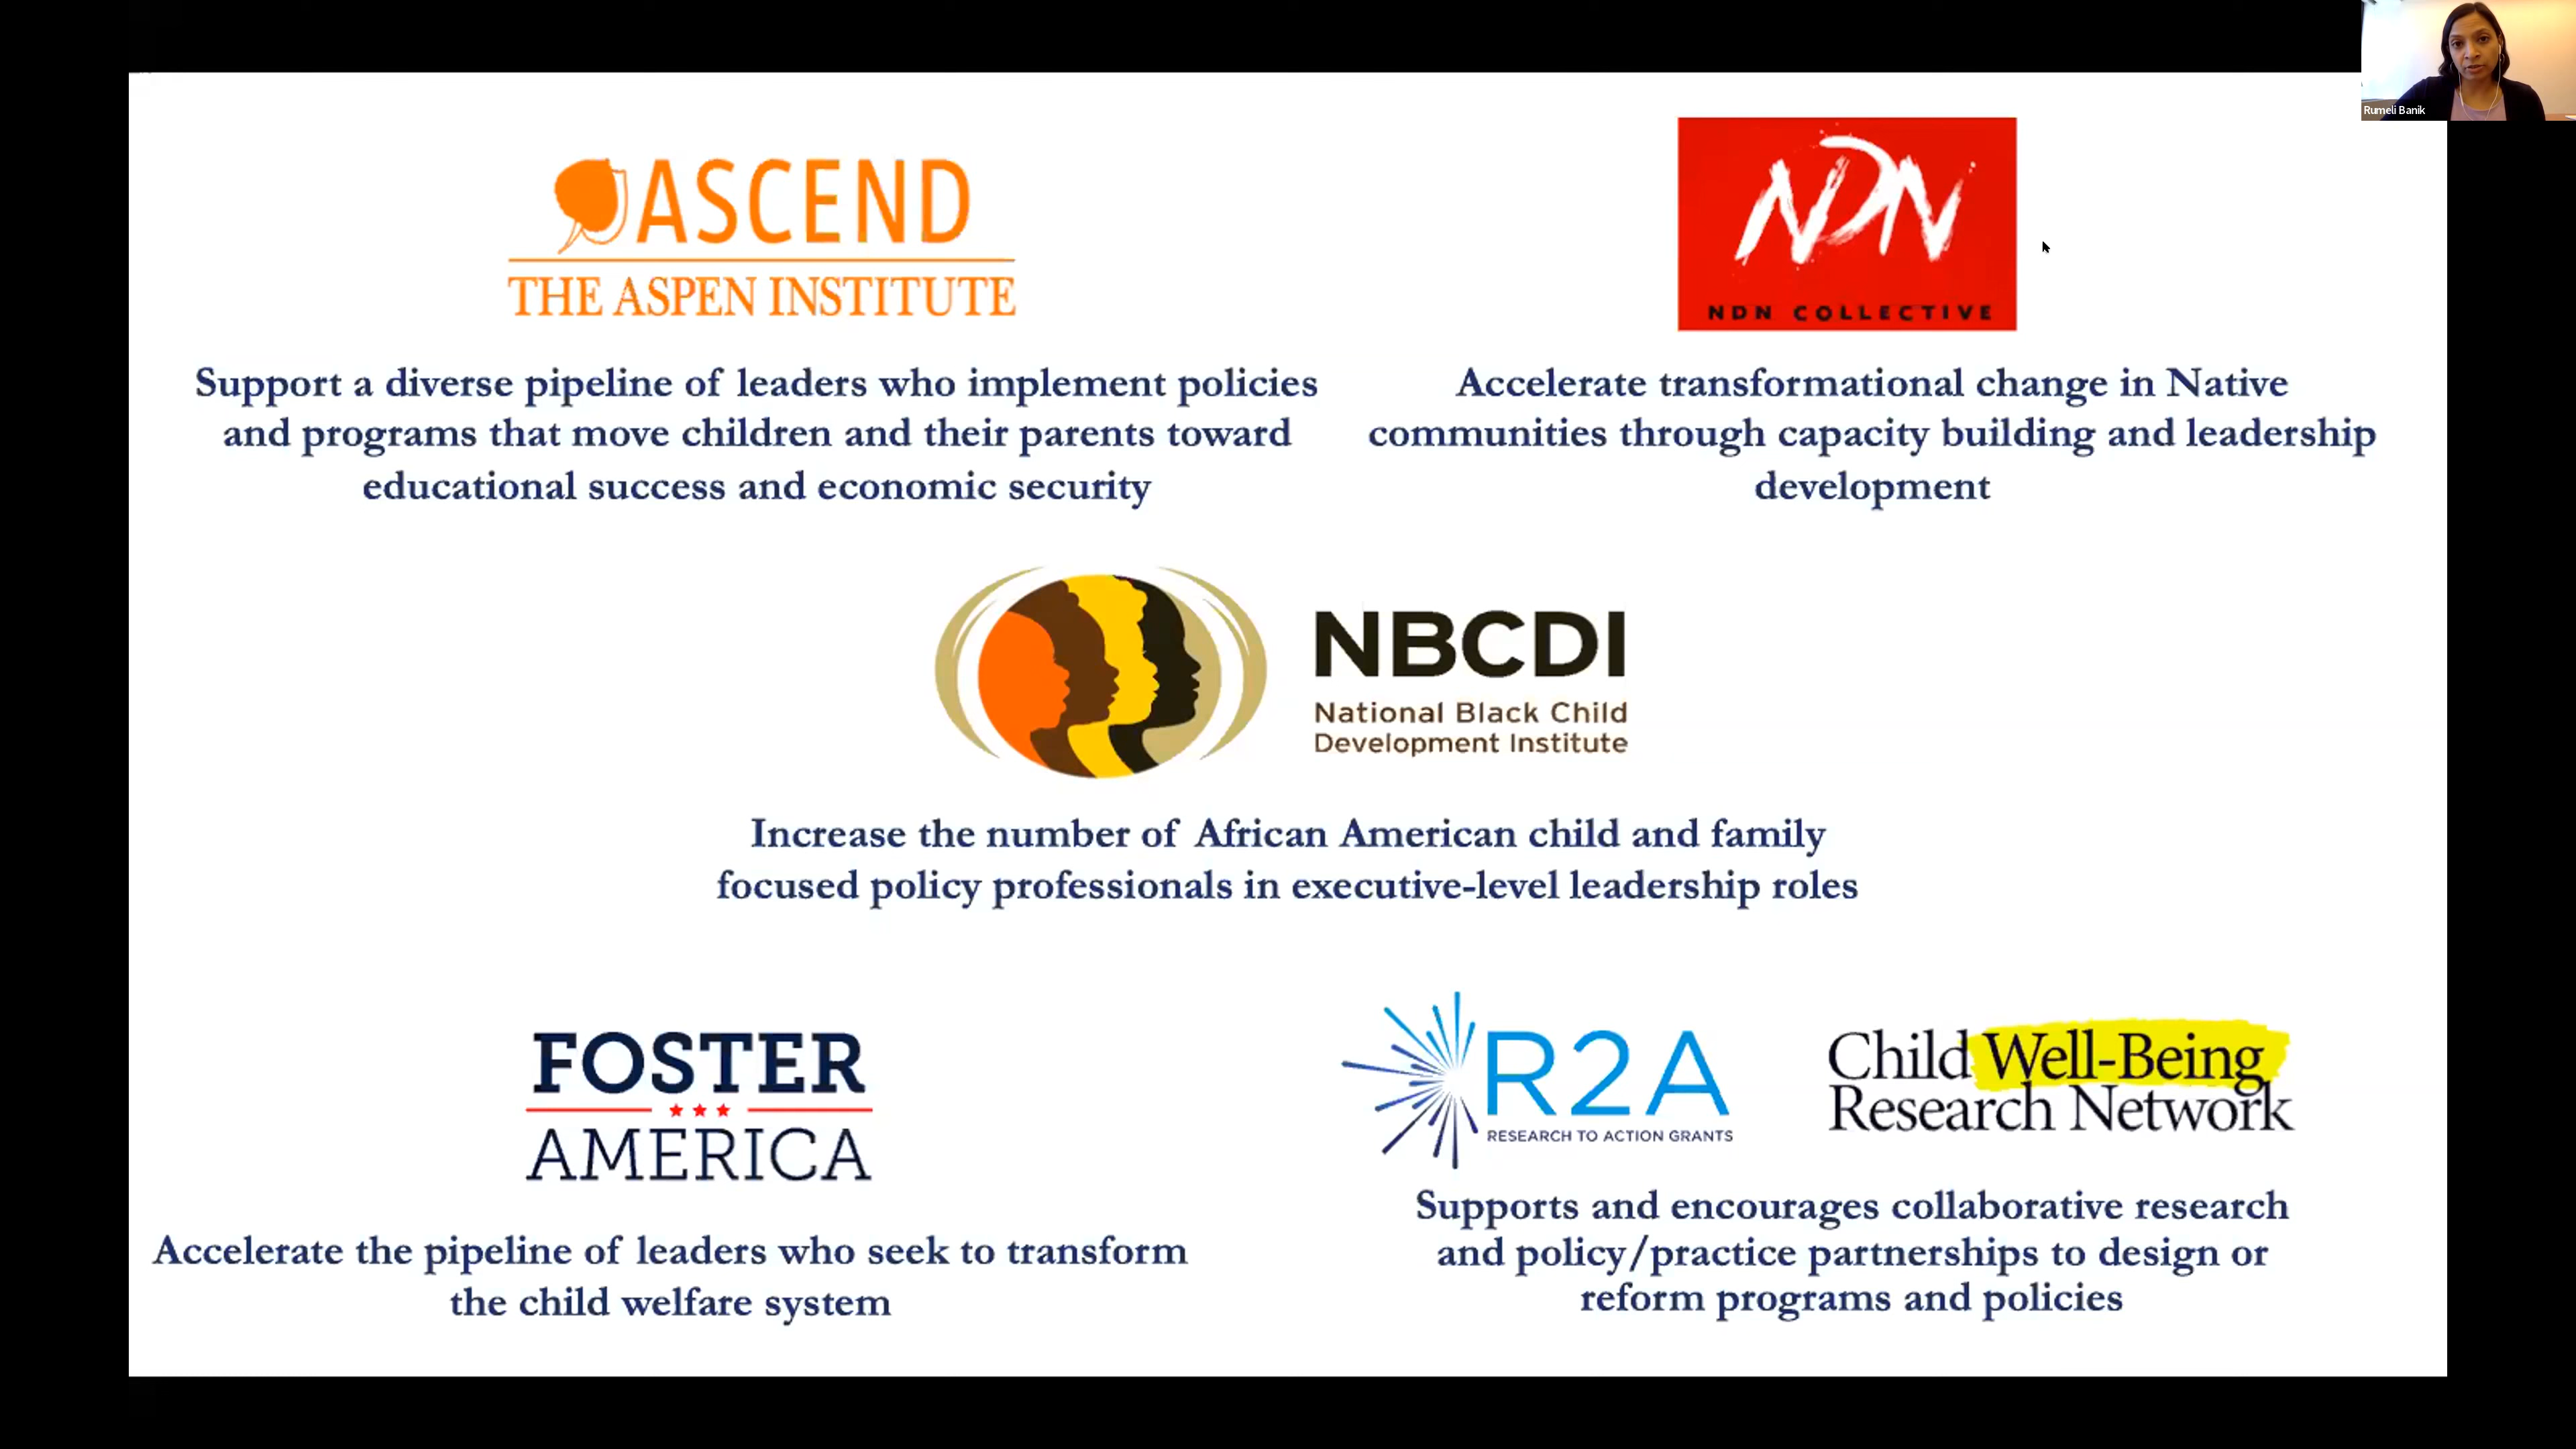 Rumeli Banik
ASCEND
THE ASPEN INSTITUTE
Support a diverse pipeline of leaders who implement policies
and programs that move children and their parents toward
educational success and economic security
NDN
NDN COLLECTIVE
Accelerate transformational change in Native
communities through capacity building and leadership
development
NBCDI
National Black Child
Development Institute
Increase the number of African American child and family
focused policy professionals in executive-level leadership roles
FOSTER
AMERICA
Accelerate the pipeline of leaders who seek to transform
the child welfare system
R2A
RESEARCH TO ACTION GRANTS
Child Well-Being
Research Network
Supports and encourages collaborative research
and policy/practice partnerships to design or
reform programs and policies